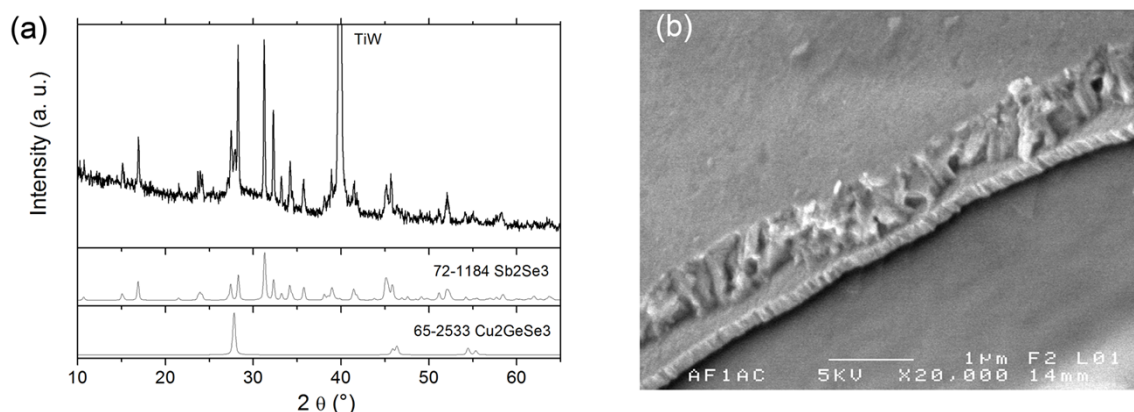 (a)
TiW
Intensity (a. u.)
72-1184 Sb2Se3
65-2533 Cu2GeSe3
10 20 30 40 50 60
2 θ (°)
(b)
1μm F2 L01
AF1AC 5KV X20,000 14mm